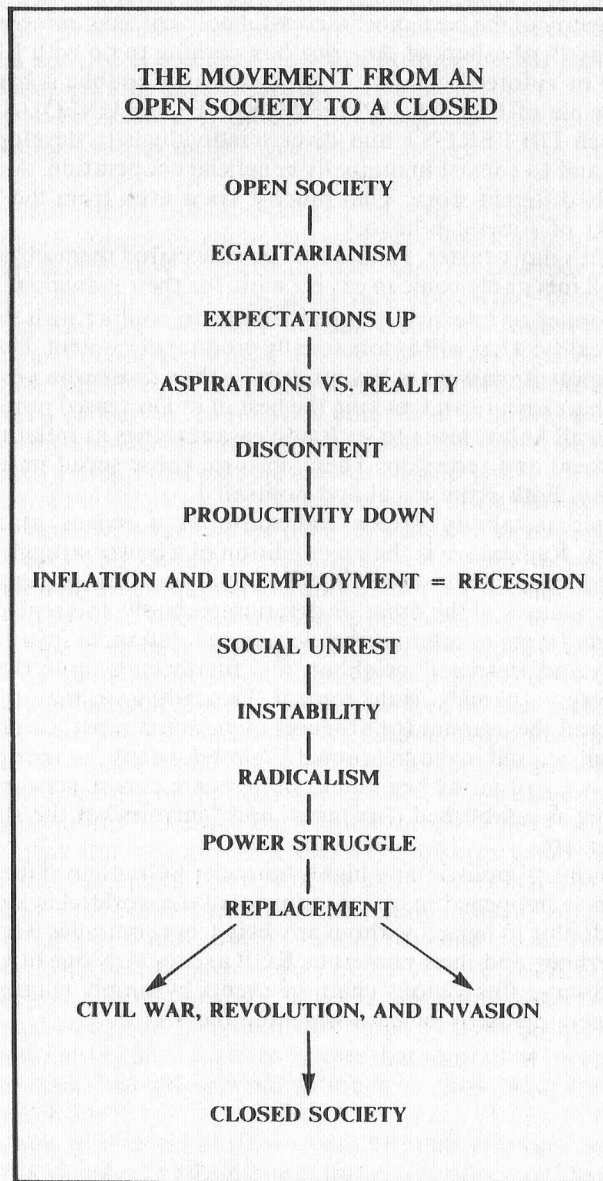 THE MOVEMENT FROM AN
OPEN SOCIETY TO A CLOSED
OPEN SOCIETY
EGALITARIANISM
EXPECTATIONS UP
ASPIRATIONS VS. REALITY
DISCONTENT
PRODUCTIVITY DOWN
INFLATION AND UNEMPLOYMENT = RECESSION
SOCIAL UNREST
INSTABILITY
RADICALISM
POWER STRUGGLE
REPLACEMENT
CIVIL WAR, REVOLUTION, AND INVASION
CLOSED SOCIETY